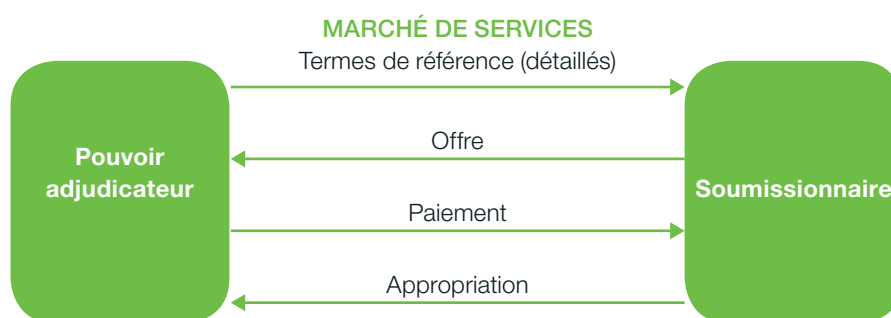 MARCHÉ DE SERVICES
Termes de référence (détaillés)
Pouvoir
adjudicateur
Offre
Paiement
Appropriation
Soumissionnaire